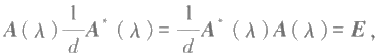 A(λ) 1/d A*(λ) = 1/d A*(λ)A(λ) = E,